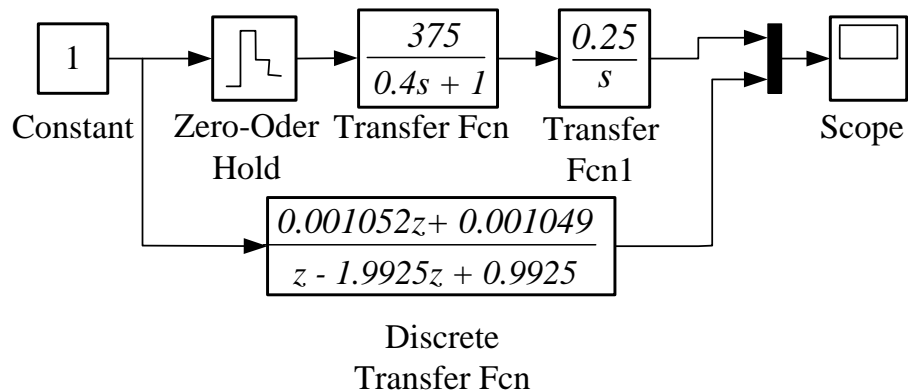 1
Constant
Zero-Oder
Hold
375
0.4s + 1
Transfer Fcn
0.25
s
Transfer
Fcn1
Scope
0.001052z+ 0.001049
z - 1.9925z + 0.9925
Discrete
Transfer Fcn